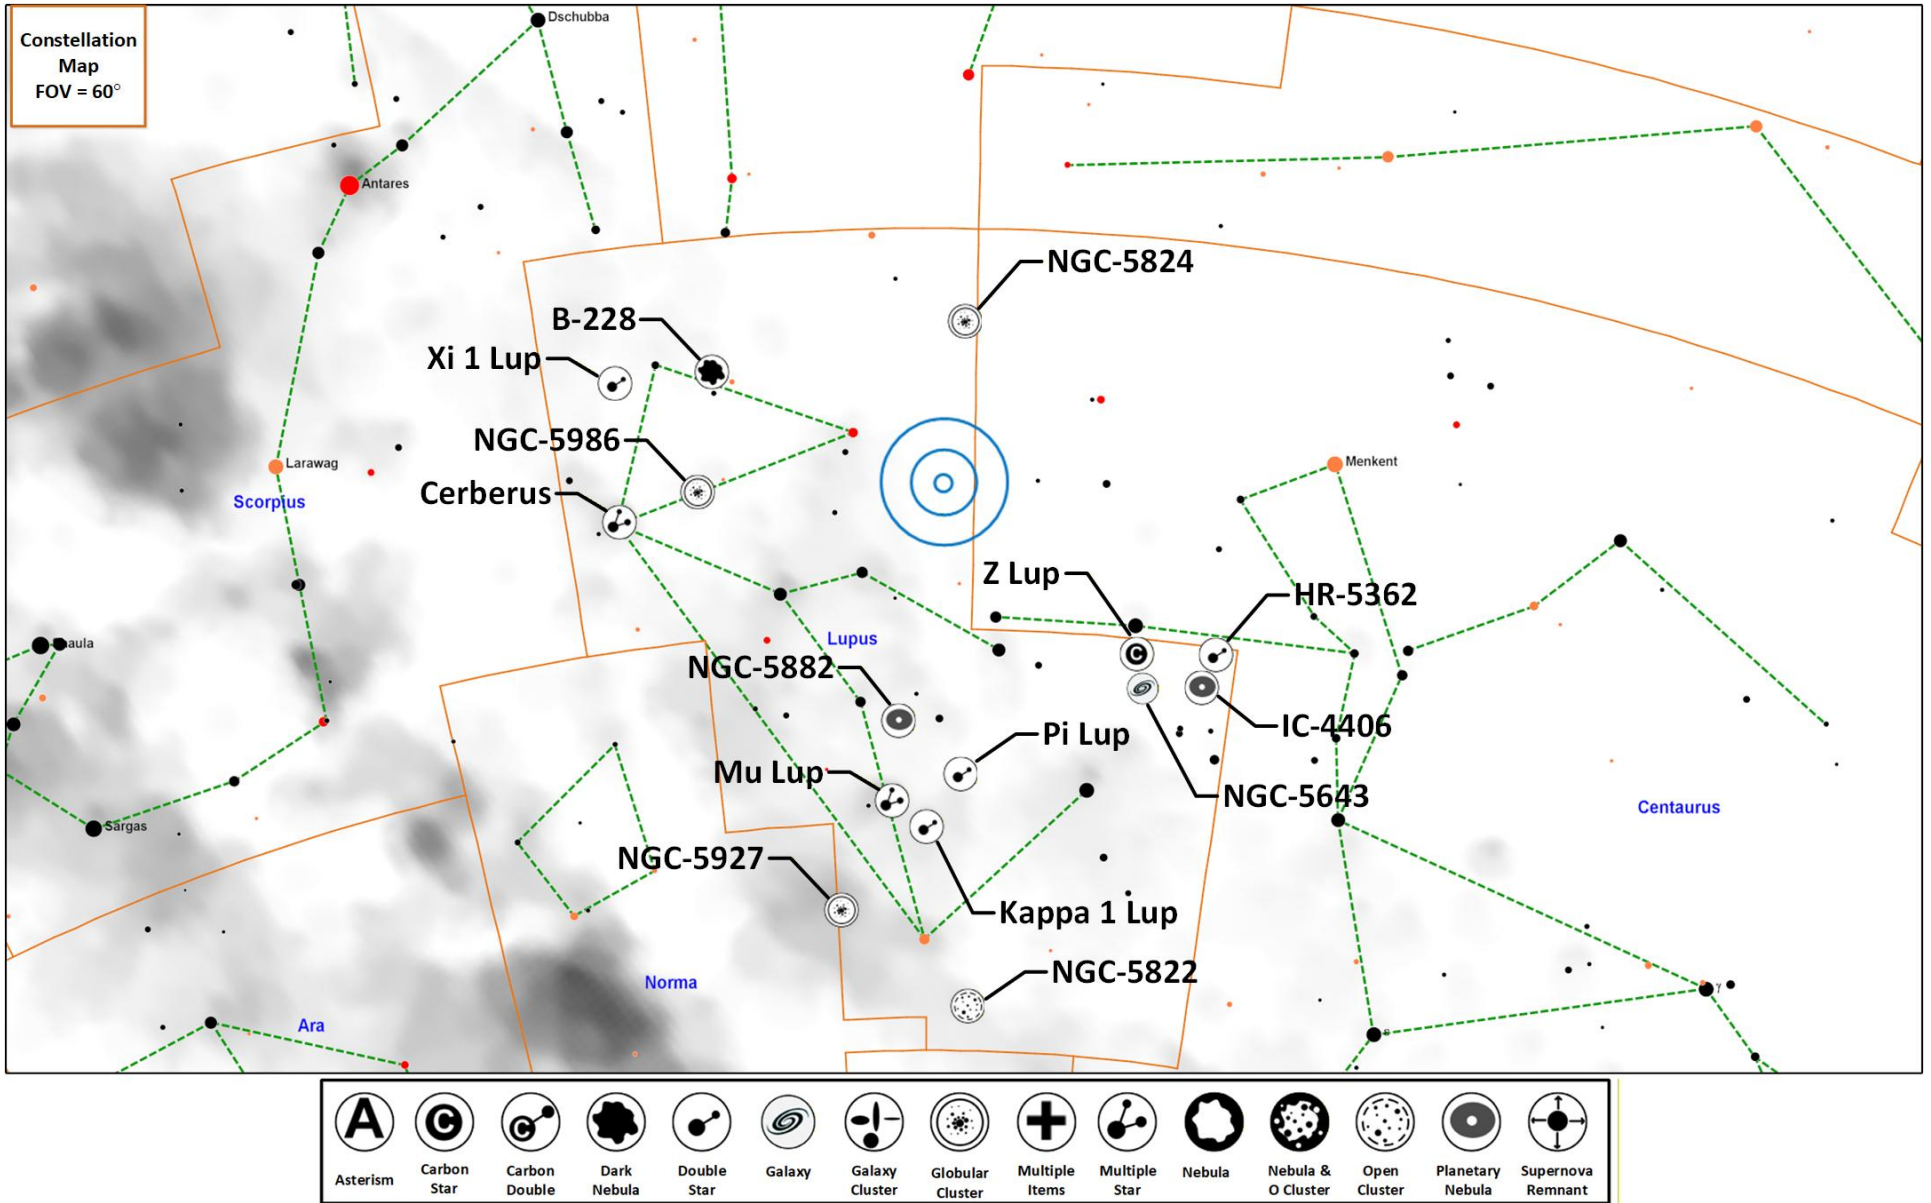 Constellation
Map
FOV = 60°
Dschubba
Antares
NGC-5824
B-228
Xi 1 Lup
NGC-5986
Larawag
Menkent
Cerberus
Scorpius
Z Lup
HR-5362
Lupus
NGC-5882
IC-4406
Pi Lup
Mu Lup
NGC-5643
Centaurus
Sargas
NGC-5927
Kappa 1 Lup
NGC-5822
Norma
γ
Ara
A
C
C
Asterism
Carbon
Star
Carbon
Double
Dark
Nebula
Double
Star
Galaxy
Galaxy
Cluster
Globular
Cluster
Multiple
Items
Multiple
Star
Nebula
Nebula &
O Cluster
Open
Cluster
Planetary
Nebula
Supernova
Remnant